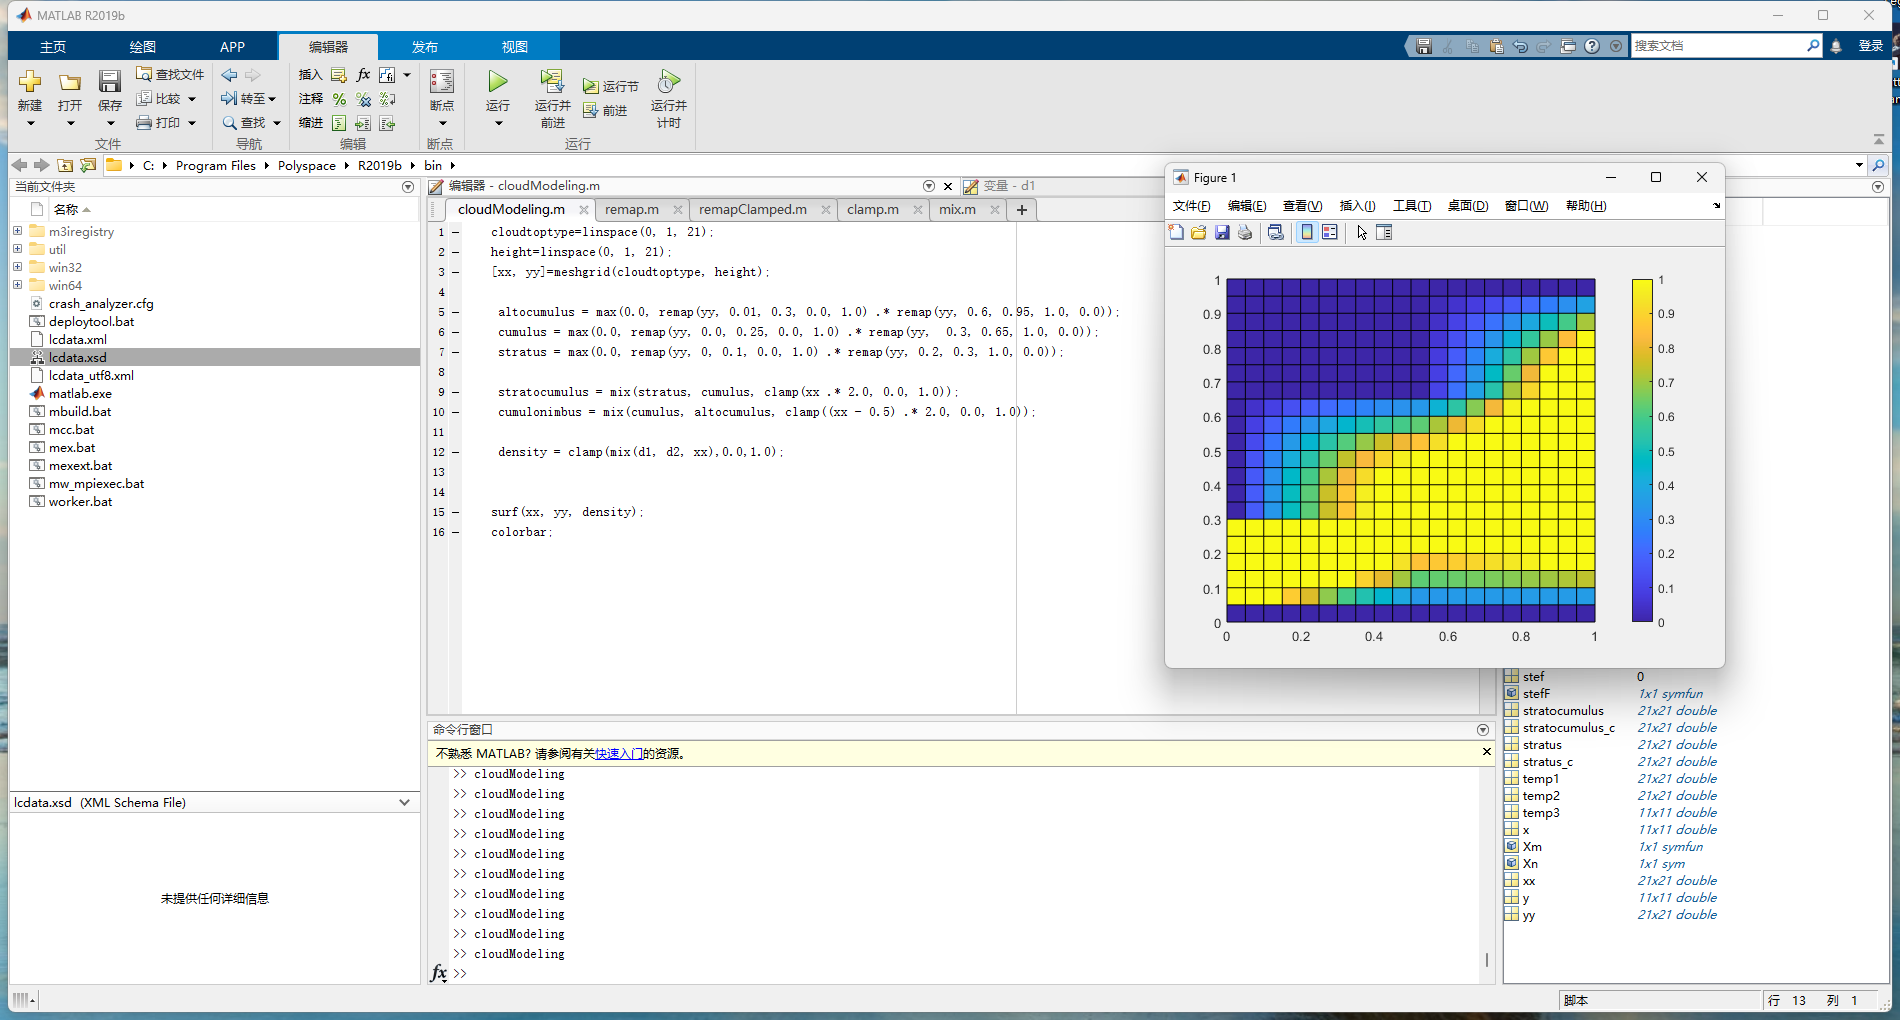 MATLAB R2019b
主页 绘图 APP 编辑器 发布 视图
搜索文档 登录
新建 打开 保存 查找文件 比较 打印
文件
转至 查找
导航
插入 fx
注释
缩进
编辑
断点
断点
运行 运行并前进 运行节 前进 运行并计时
运行
C: Program Files Polyspace R2019b bin
当前文件夹
名称
m3iregistry
util
win32
win64
crash_analyzer.cfg
deploytool.bat
lcdata.xml
lcdata.xsd
lcdata_utf8.xml
matlab.exe
mbuild.bat
mcc.bat
mex.bat
mexext.bat
mw_mpiexec.bat
worker.bat
lcdata.xsd (XML Schema File)
未提供任何详细信息
编辑器 - cloudModeling.m
变量 - d1
cloudModeling.m remap.m remapClamped.m clamp.m mix.m
1 cloudtoptype=linspace(0, 1, 21);
2 height=linspace(0, 1, 21);
3 [xx, yy]=meshgrid(cloudtoptype, height);
4
5 altocumulus = max(0.0, remap(yy, 0.01, 0.3, 0.0, 1.0) .* remap(yy, 0.6, 0.95, 1.0, 0.0));
6 cumulus = max(0.0, remap(yy, 0.0, 0.25, 0.0, 1.0) .* remap(yy, 0.3, 0.65, 1.0, 0.0));
7 stratus = max(0.0, remap(yy, 0, 0.1, 0.0, 1.0) .* remap(yy, 0.2, 0.3, 1.0, 0.0));
8
9 stratocumulus = mix(stratus, cumulus, clamp(xx .* 2.0, 0.0, 1.0));
10 cumulonimbus = mix(cumulus, altocumulus, clamp((xx - 0.5) .* 2.0, 0.0, 1.0));
11
12 density = clamp(mix(d1, d2, xx),0.0,1.0);
13
14
15 surf(xx, yy, density);
16 colorbar;
命令行窗口
不熟悉 MATLAB? 请参阅有关快速入门的资源。
>> cloudModeling
>> cloudModeling
>> cloudModeling
>> cloudModeling
>> cloudModeling
>> cloudModeling
>> cloudModeling
>> cloudModeling
>> cloudModeling
>> cloudModeling
fx >>
Figure 1
文件(F) 编辑(E) 查看(V) 插入(I) 工具(T) 桌面(D) 窗口(W) 帮助(H)
1
0.9
0.8
0.7
0.6
0.5
0.4
0.3
0.2
0.1
0
0 0.2 0.4 0.6 0.8 1
1
0.9
0.8
0.7
0.6
0.5
0.4
0.3
0.2
0.1
0
stef 0
stefF 1x1 symfun
stratocumulus 21x21 double
stratocumulus_c 21x21 double
stratus 21x21 double
stratus_c 21x21 double
temp1 21x21 double
temp2 21x21 double
temp3 11x11 double
x 11x11 double
Xm 1x1 symfun
Xn 1x1 sym
xx 21x21 double
y 11x11 double
yy 21x21 double
脚本 行 13 列 1